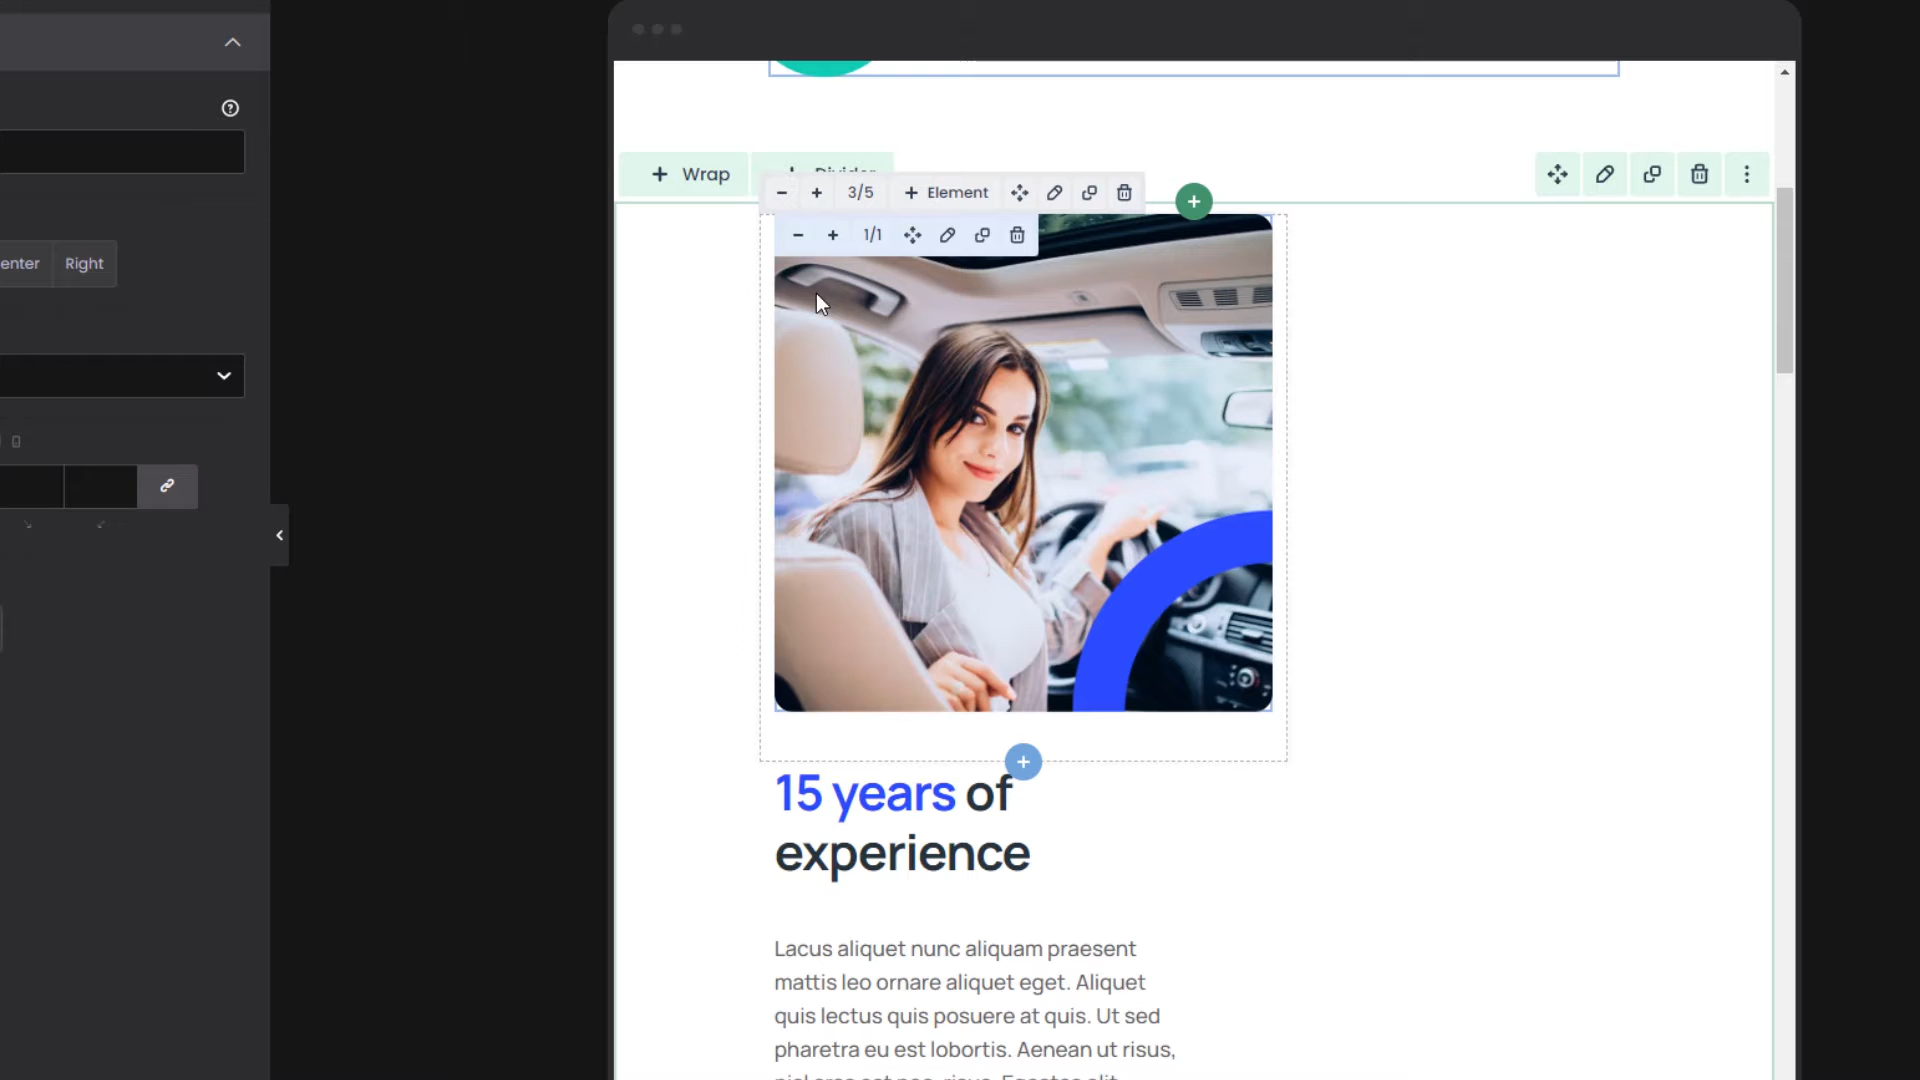 Wrap
Divider
3/5
Element
1/1
enter
Right
15 years of
experience
Lacus aliquet nunc aliquam praesent
mattis leo ornare aliquet eget. Aliquet
quis lectus quis posuere at quis. Ut sed
pharetra eu est lobortis. Aenean ut risus,